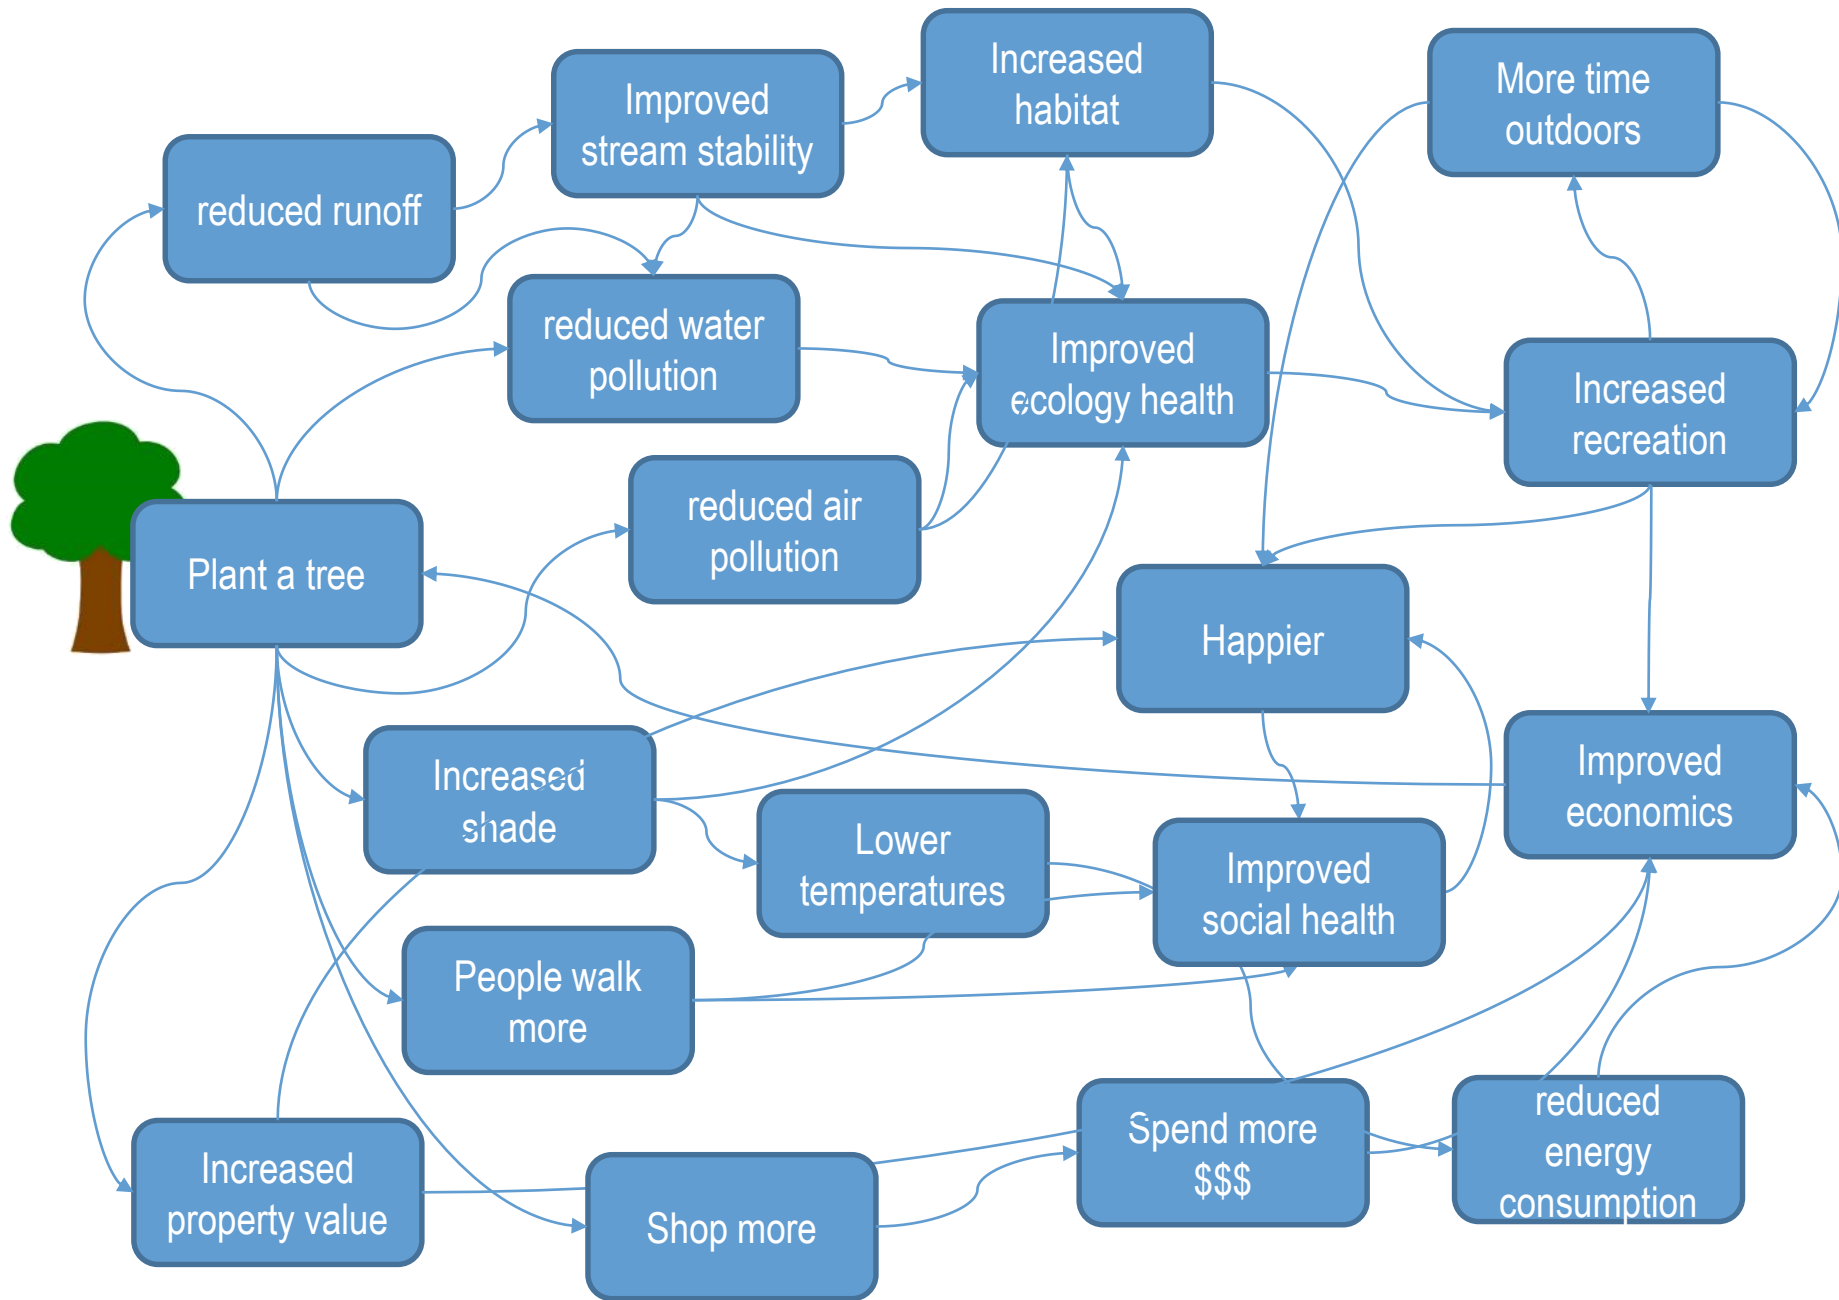 Increased
habitat
More time
outdoors
Improved
stream stability
reduced runoff
reduced water
pollution
Improved
ecology health
Increased
recreation
reduced air
pollution
Plant a tree
Happier
Increased
shade
Improved
economics
Lower
temperatures
Improved
social health
People walk
more
Spend more
$$$
reduced
energy
consumption
Increased
property value
Shop more